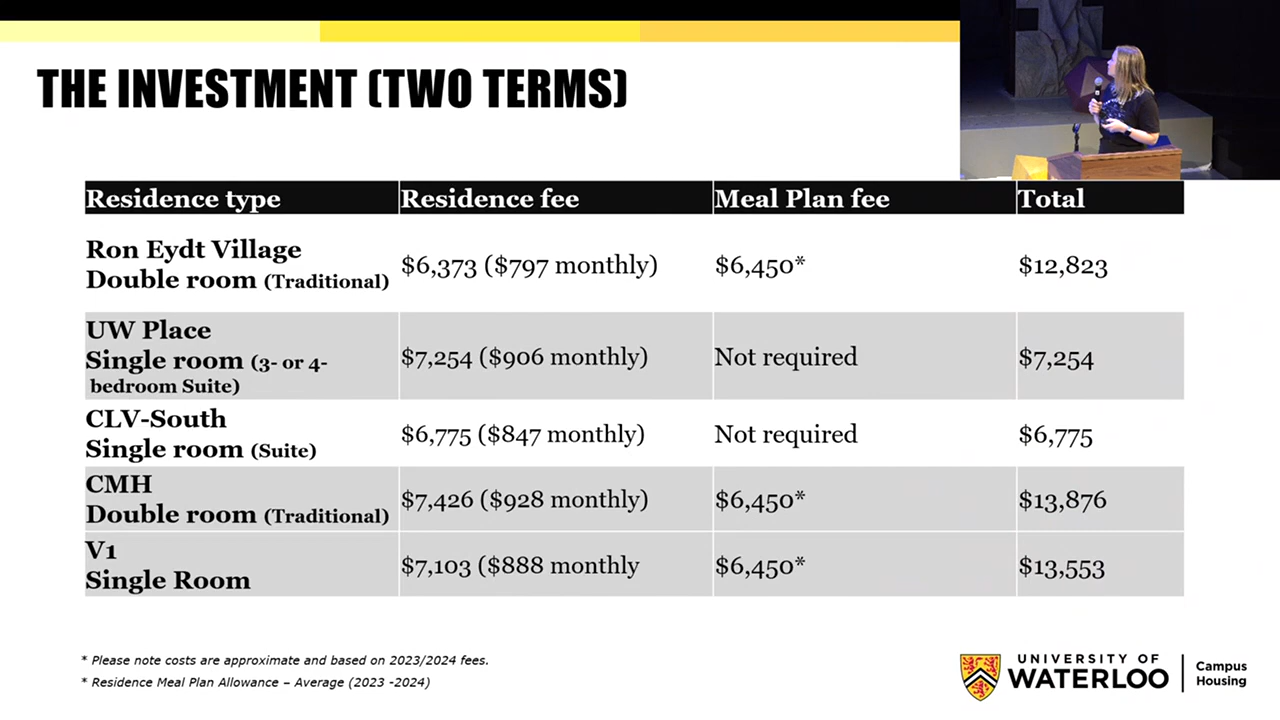 THE INVESTMENT (TWO TERMS)
Residence type Residence fee Meal Plan fee Total
Ron Eydt Village
Double room (Traditional) $6,373 ($797 monthly) $6,450* $12,823
UW Place
Single room (3- or 4-
bedroom Suite) $7,254 ($906 monthly) Not required $7,254
CLV-South
Single room (Suite) $6,775 ($847 monthly) Not required $6,775
CMH
Double room (Traditional) $7,426 ($928 monthly) $6,450* $13,876
V1
Single Room $7,103 ($888 monthly $6,450* $13,553
* Please note costs are approximate and based on 2023/2024 fees.
* Residence Meal Plan Allowance – Average (2023 -2024)
UNIVERSITY OF
WATERLOO
Campus
Housing